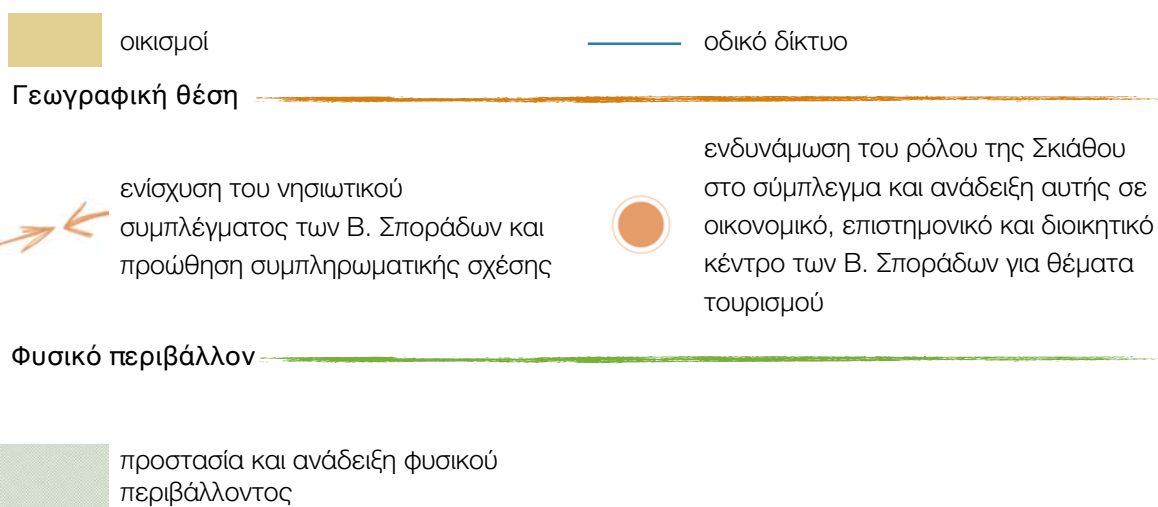 οικισμοί
οδικό δίκτυο
Γεωγραφική θέση
ενίσχυση του νησιωτικού
συμπλέγματος των Β. Σποράδων και
προώθηση συμπληρωματικής σχέσης
ενδυνάμωση του ρόλου της Σκιάθου
στο σύμπλεγμα και ανάδειξη αυτής σε
οικονομικό, επιστημονικό και διοικητικό
κέντρο των Β. Σποράδων για θέματα
τουρισμού
Φυσικό περιβάλλον
προστασία και ανάδειξη φυσικού
περιβάλλοντος